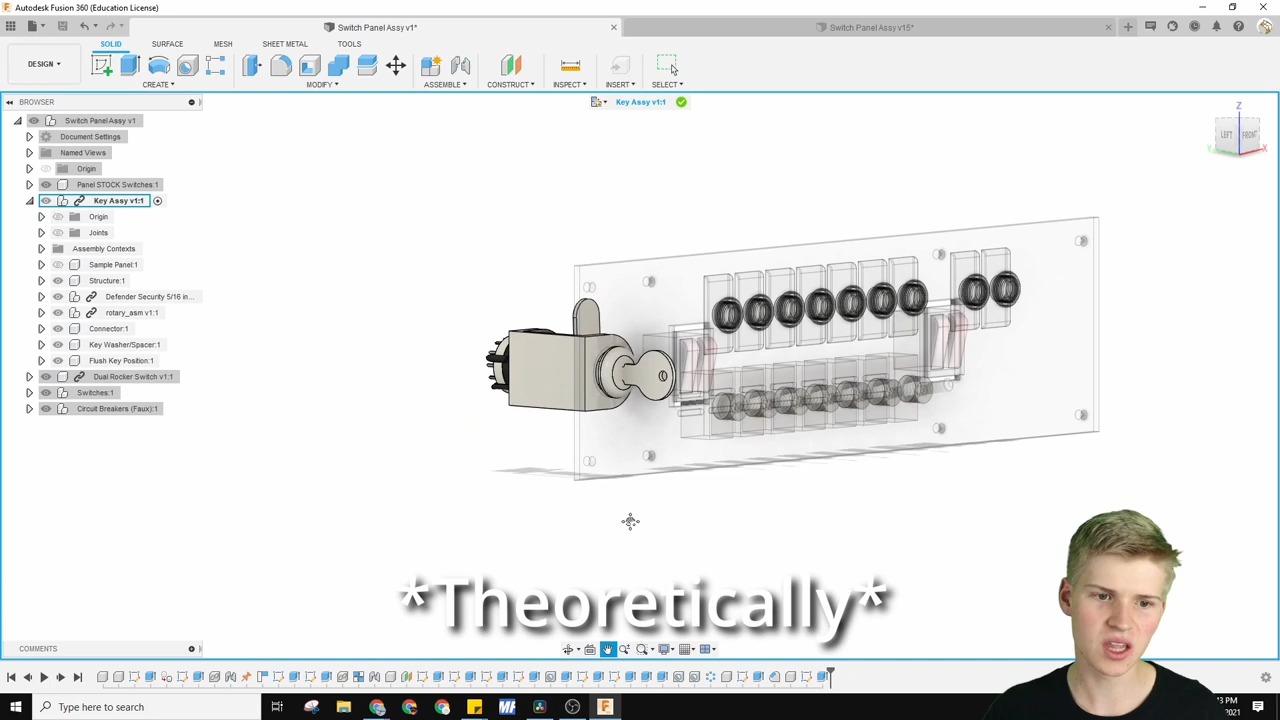 Autodesk Fusion 360 (Education License)
Switch Panel Assy v1*
Switch Panel Assy v15*
DESIGN
SOLID
SURFACE
MESH
SHEET METAL
TOOLS
CREATE
MODIFY
ASSEMBLE
CONSTRUCT
INSPECT
INSERT
SELECT
BROWSER
Key Assy v1:1
Switch Panel Assy v1
Document Settings
Named Views
Origin
Panel STOCK Switches:1
Key Assy v1:1
Origin
Joints
Assembly Contexts
Sample Panel:1
Structure:1
Defender Security 5/16 in...
rotary_asm v1:1
Connector:1
Key Washer/Spacer:1
Flush Key Position:1
Dual Rocker Switch v1:1
Switches:1
Circuit Breakers (Faux):1
Z
LEFT
FRONT
Y
X
*Theoretically*
COMMENTS
Type here to search